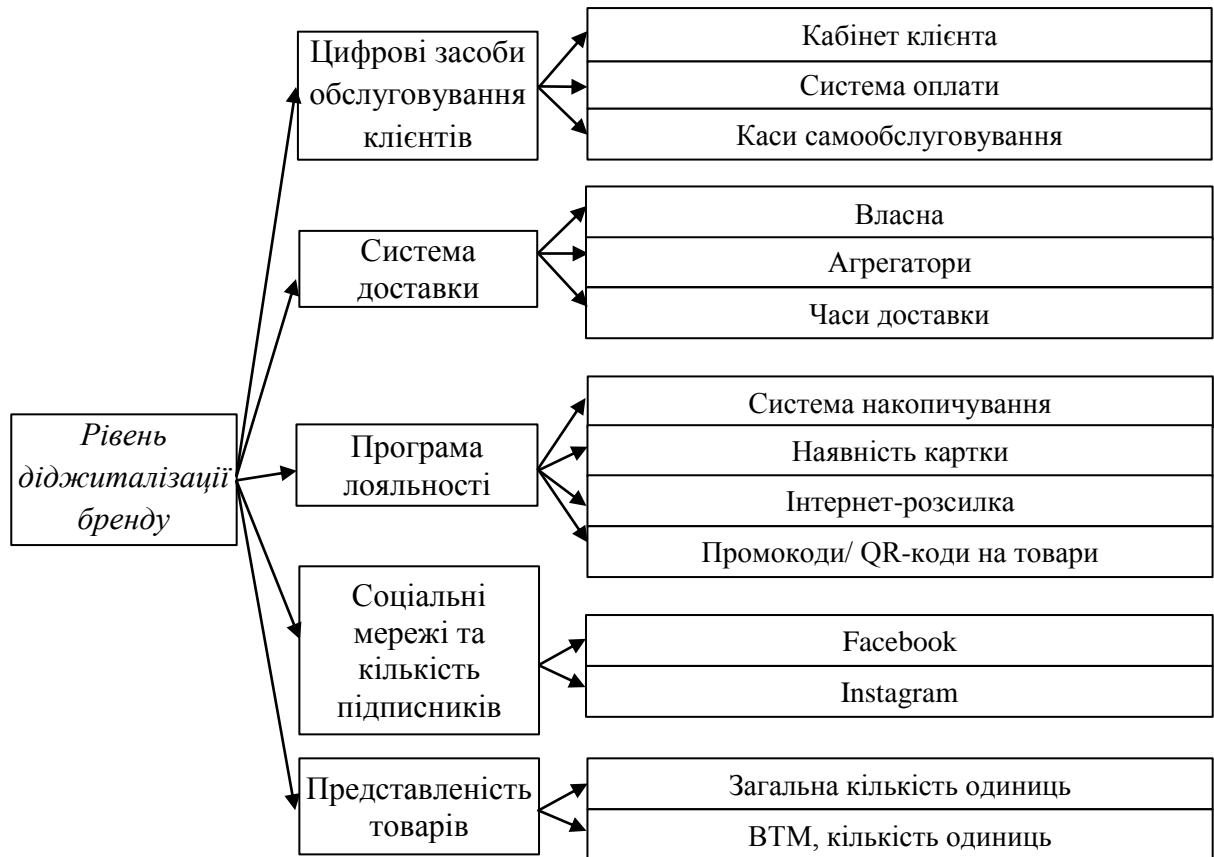 Цифрові засоби
обслуговування
клієнтів
Кабінет клієнта
Система оплати
Каси самообслуговування
Система
доставки
Власна
Агрегатори
Часи доставки
Рівень
діджиталізації
бренду
Програма
лояльності
Система накопичування
Наявність картки
Інтернет-розсилка
Промокоди/ QR-коди на товари
Соціальні
мережі та
кількість
підписників
Facebook
Instagram
Представленість
товарів
Загальна кількість одиниць
ВТМ, кількість одиниць